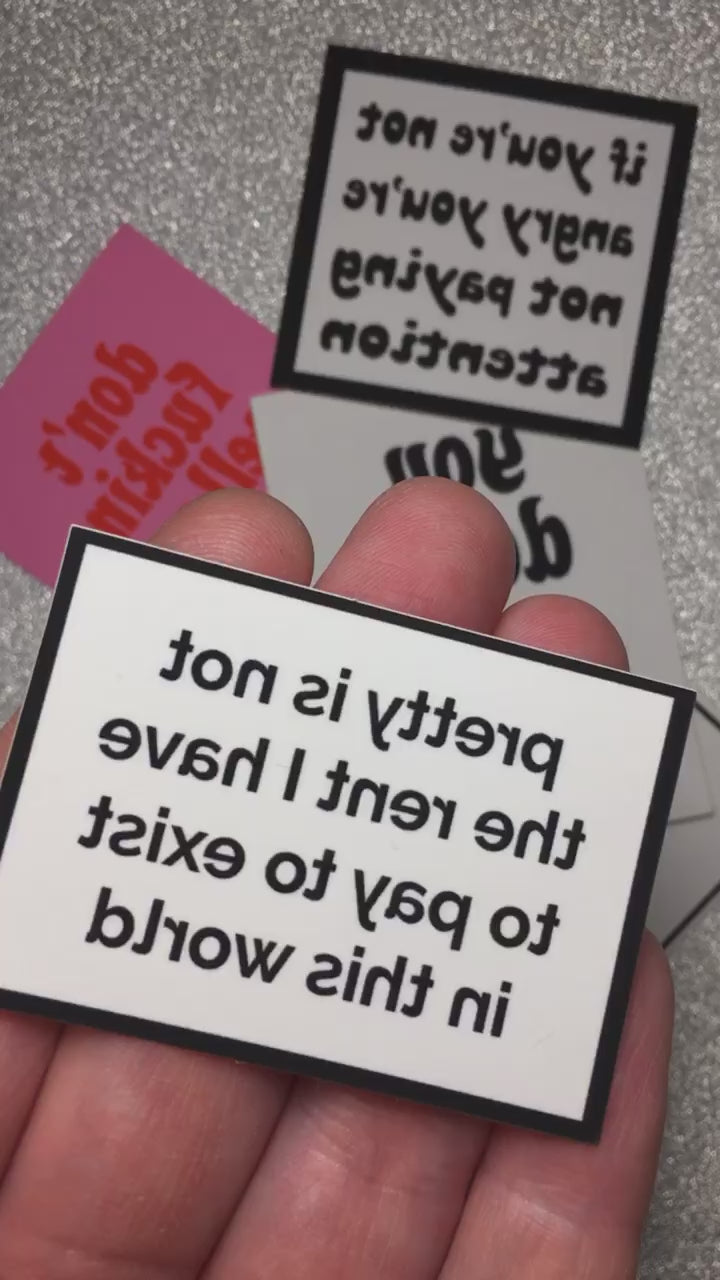 if you're not
angry you're
not paying
attention
don't
fuckin
you
do
pretty is not
the rent I have
to pay to exist
in this world